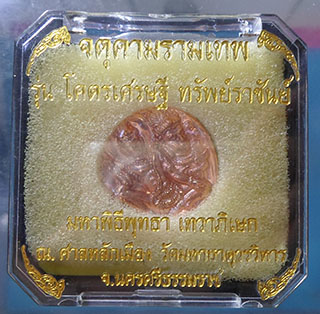 จตุคามรามเทพ
รุ่น โคตรเศรษฐี ทรัพย์ราชันย์
มหาพิธีพุทธา เทวาภิเษก
ณ. ศาลหลักเมือง วัดมหาธาตุวรวิหาร
จ.นครศรีธรรมราช